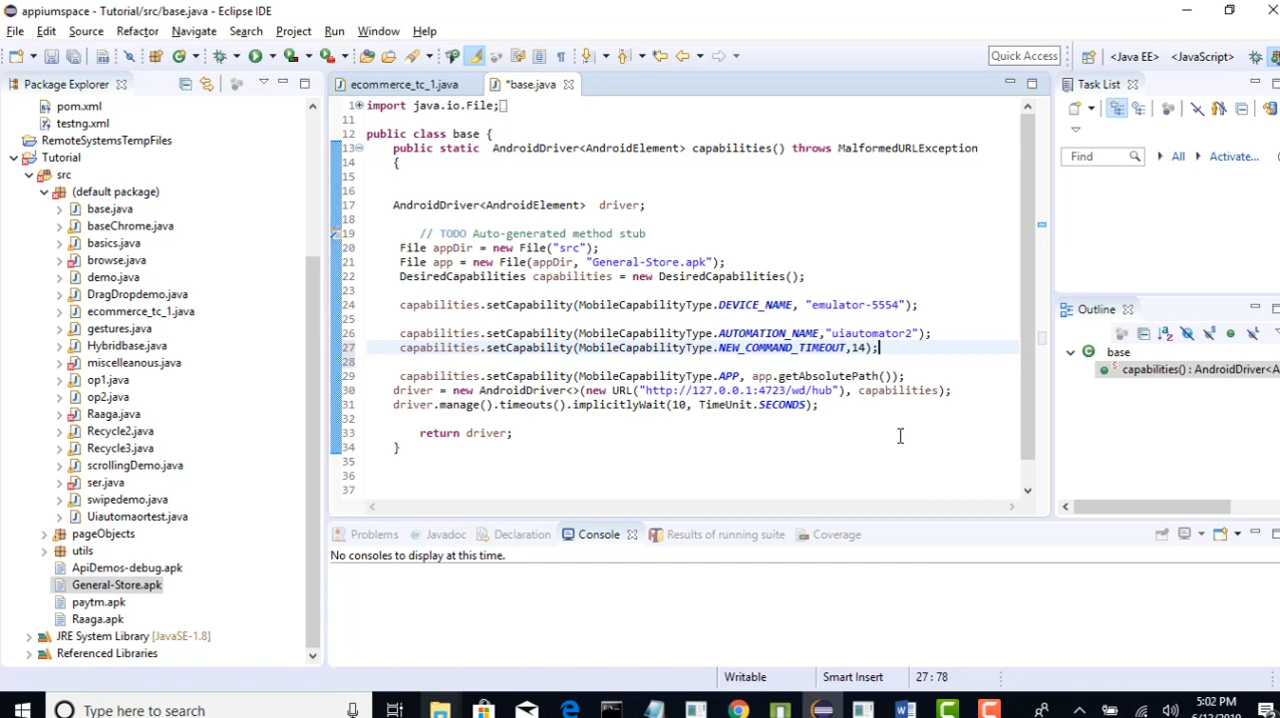 appiumspace - Tutorial/src/base.java - Eclipse IDE
File Edit Source Refactor Navigate Search Project Run Window Help
Quick Access <Java EE> <JavaScript>
Package Explorer
pom.xml
testng.xml
RemoteSystemsTempFiles
Tutorial
src
(default package)
base.java
baseChrome.java
basics.java
browse.java
demo.java
DragDropdemo.java
ecommerce_tc_1.java
gestures.java
Hybridbase.java
miscelleanous.java
op1.java
op2.java
Raaga.java
Recycle2.java
Recycle3.java
scrollingDemo.java
ser.java
swipedemo.java
Uiautomaortest.java
pageObjects
utils
ApiDemos-debug.apk
General-Store.apk
paytm.apk
Raaga.apk
JRE System Library [JavaSE-1.8]
Referenced Libraries
ecommerce_tc_1.java *base.java
1 import java.io.File;
11
12 public class base {
13 public static AndroidDriver<AndroidElement> capabilities() throws MalformedURLException
14 {
15
16
17 AndroidDriver<AndroidElement> driver;
18
19 // TODO Auto-generated method stub
20 File appDir = new File("src");
21 File app = new File(appDir, "General-Store.apk");
22 DesiredCapabilities capabilities = new DesiredCapabilities();
23
24 capabilities.setCapability(MobileCapabilityType.DEVICE_NAME, "emulator-5554");
25
26 capabilities.setCapability(MobileCapabilityType.AUTOMATION_NAME,"uiautomator2");
27 capabilities.setCapability(MobileCapabilityType.NEW_COMMAND_TIMEOUT,14);
28
29 capabilities.setCapability(MobileCapabilityType.APP, app.getAbsolutePath());
30 driver = new AndroidDriver<>(new URL("http://127.0.0.1:4723/wd/hub"), capabilities);
31 driver.manage().timeouts().implicitlyWait(10, TimeUnit.SECONDS);
32
33 return driver;
34 }
35
36
37
Task List
Find All Activate...
Outline
base
capabilities() : AndroidDriver<A
Problems @ Javadoc Declaration Console Results of running suite Coverage
No consoles to display at this time.
Writable Smart Insert 27 : 78
Type here to search
5:02 PM